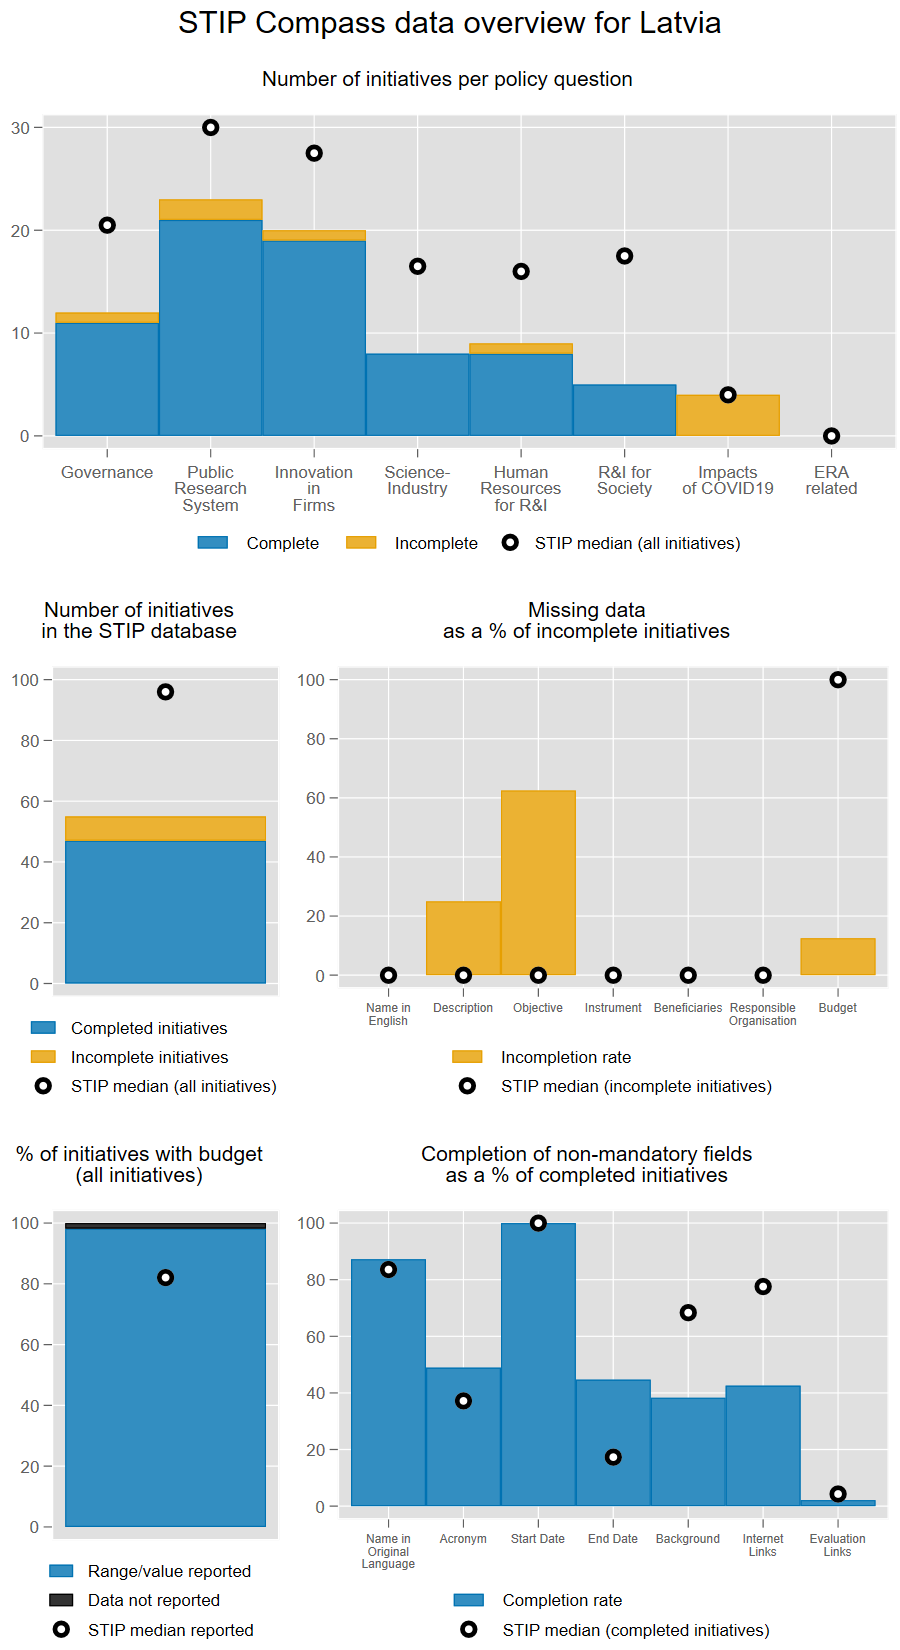 STIP Compass data overview for Latvia
Number of initiatives per policy question
30
20
10
0
Governance
Public
Research
System
Innovation
in
Firms
Science-
Industry
Human
Resources
for R&I
R&I for
Society
Impacts
of COVID19
ERA
related
Complete
Incomplete
STIP median (all initiatives)
Number of initiatives
in the STIP database
100
80
60
40
20
0
Completed initiatives
Incomplete initiatives
STIP median (all initiatives)
Missing data
as a % of incomplete initiatives
100
80
60
40
20
0
Name in
English
Description
Objective
Instrument
Beneficiaries
Responsible
Organisation
Budget
Incompletion rate
STIP median (incomplete initiatives)
% of initiatives with budget
(all initiatives)
100
80
60
40
20
0
Range/value reported
Data not reported
STIP median reported
Completion of non-mandatory fields
as a % of completed initiatives
100
80
60
40
20
0
Name in
Original
Language
Acronym
Start Date
End Date
Background
Internet
Links
Evaluation
Links
Completion rate
STIP median (completed initiatives)